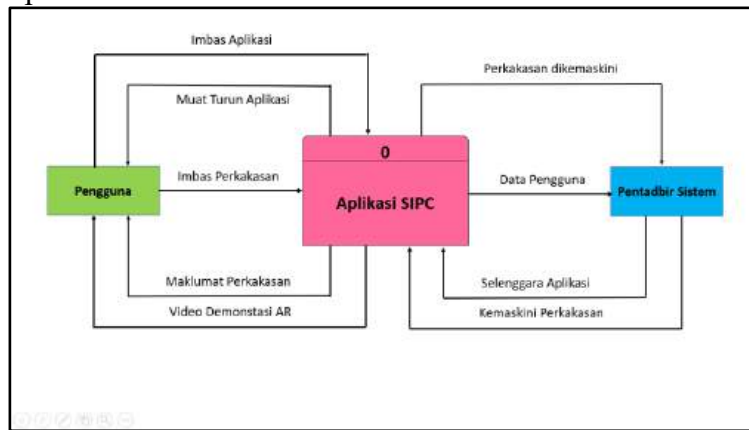 Imbas Aplikasi
Perkakasan dikemaskini
Muat Turun Aplikasi
0
Pengguna
Imbas Perkakasan
Aplikasi SIPC
Data Pengguna
Pentadbir Sistem
Maklumat Perkakasan
Selenggara Aplikasi
Video Demonstasi AR
Kemaskini Perkakasan